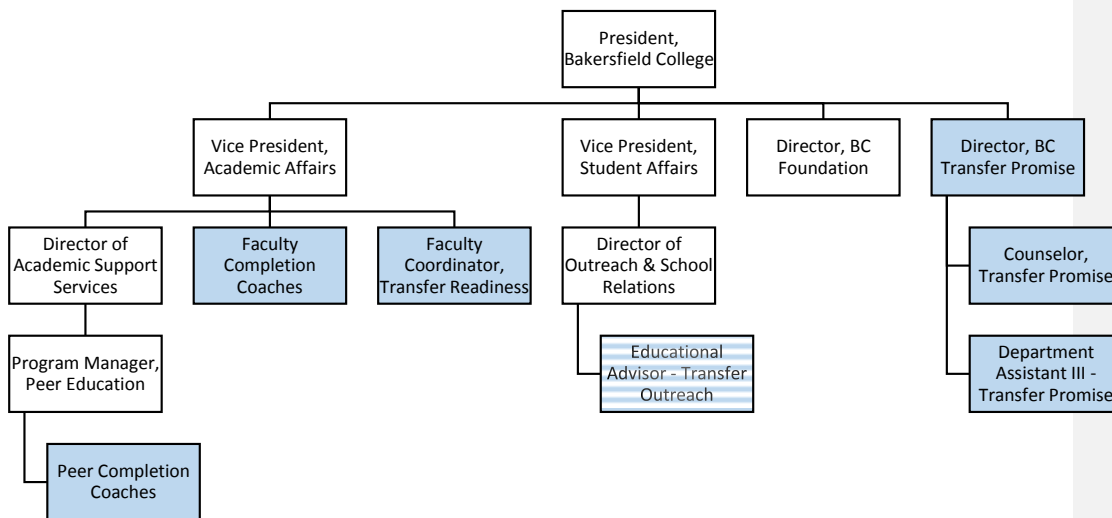 President,
Bakersfield College
Vice President,
Academic Affairs
Vice President,
Student Affairs
Director, BC
Foundation
Director, BC
Transfer Promise
Director of
Academic Support
Services
Faculty
Completion
Coaches
Faculty
Coordinator,
Transfer Readiness
Director of
Outreach & School
Relations
Counselor,
Transfer Promise
Program Manager,
Peer Education
Educational
Advisor - Transfer
Outreach
Department
Assistant III -
Transfer Promise
Peer Completion
Coaches